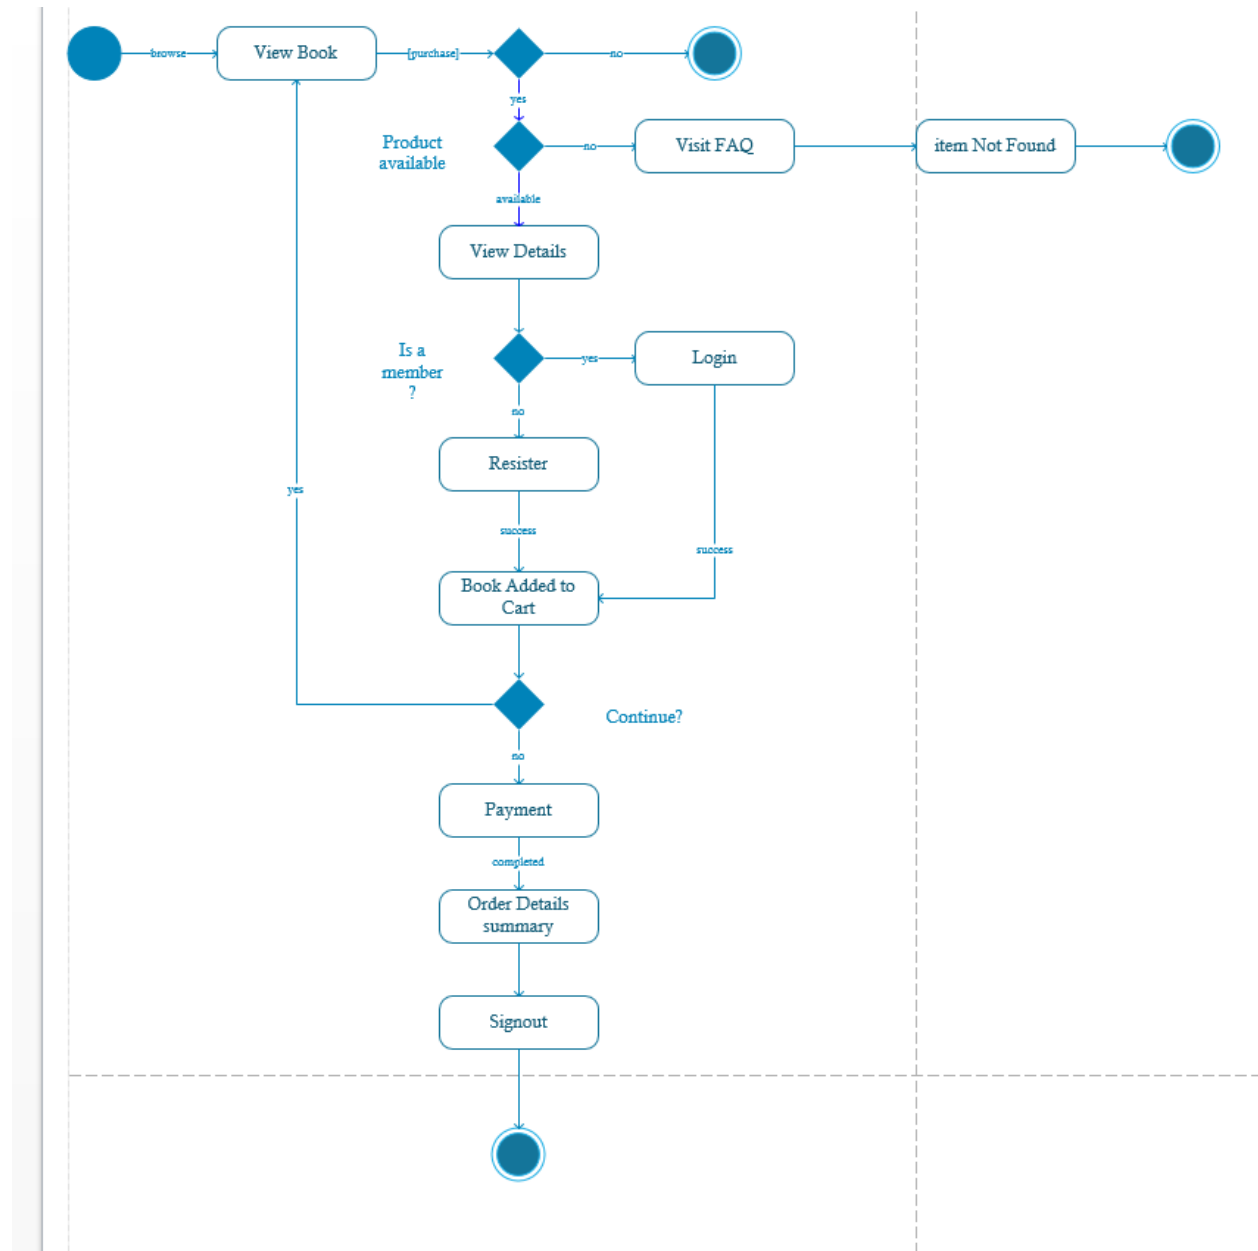 browse
View Book
[purchase]
no
yes
Product
available
no
Visit FAQ
item Not Found
available
View Details
Is a
member
?
yes
Login
no
Resister
yes
success
success
Book Added to
Cart
Continue?
no
Payment
completed
Order Details
summary
Signout